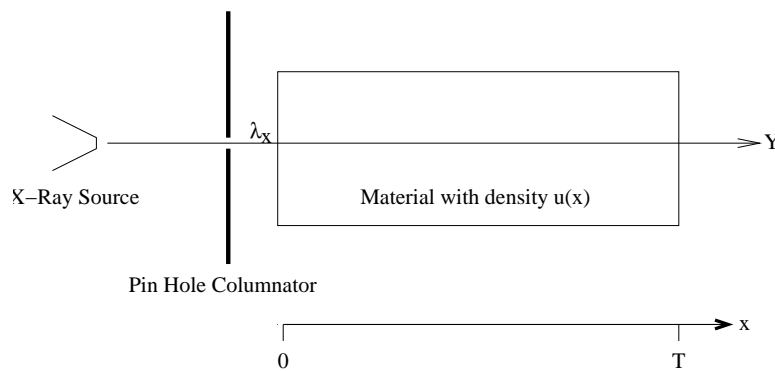 λx
Y
X–Ray Source
Material with density u(x)
Pin Hole Columnator
x
0
T